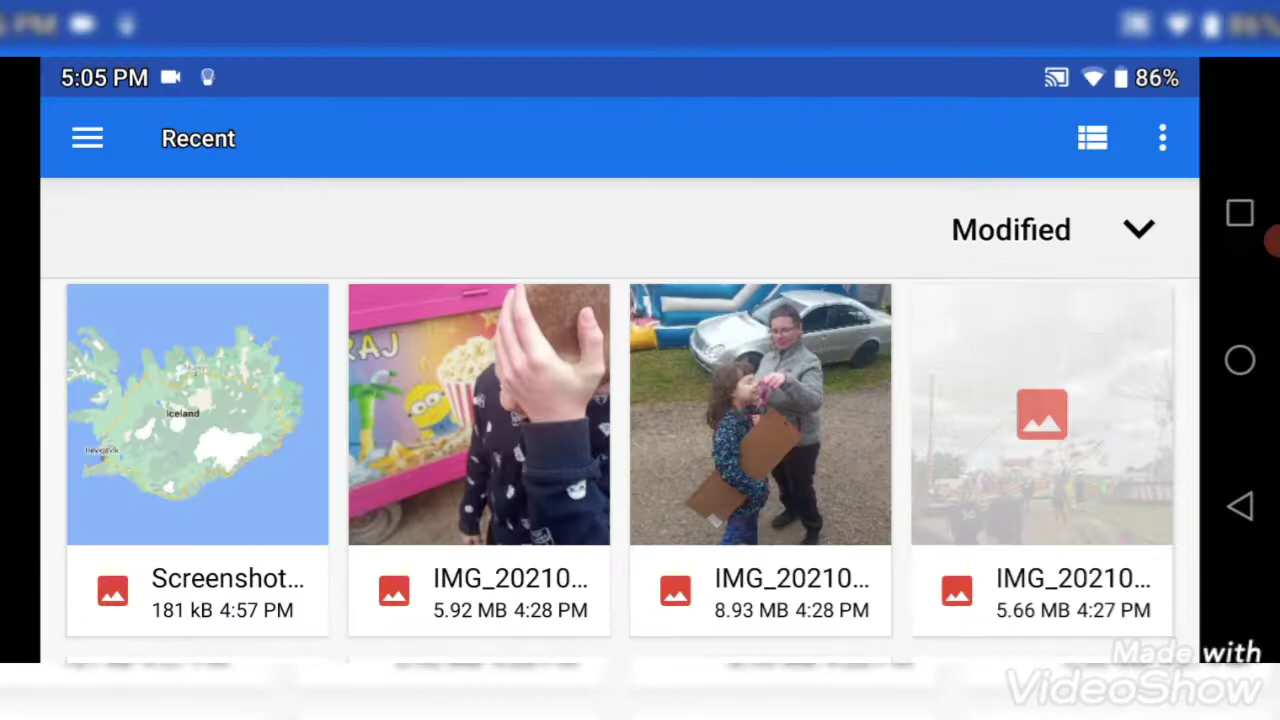 5:05 PM
86%
Recent
Modified
Iceland
Screenshot...
181 kB 4:57 PM
IMG_20210...
5.92 MB 4:28 PM
IMG_20210...
8.93 MB 4:28 PM
IMG_20210...
5.66 MB 4:27 PM
Made with
VideoShow